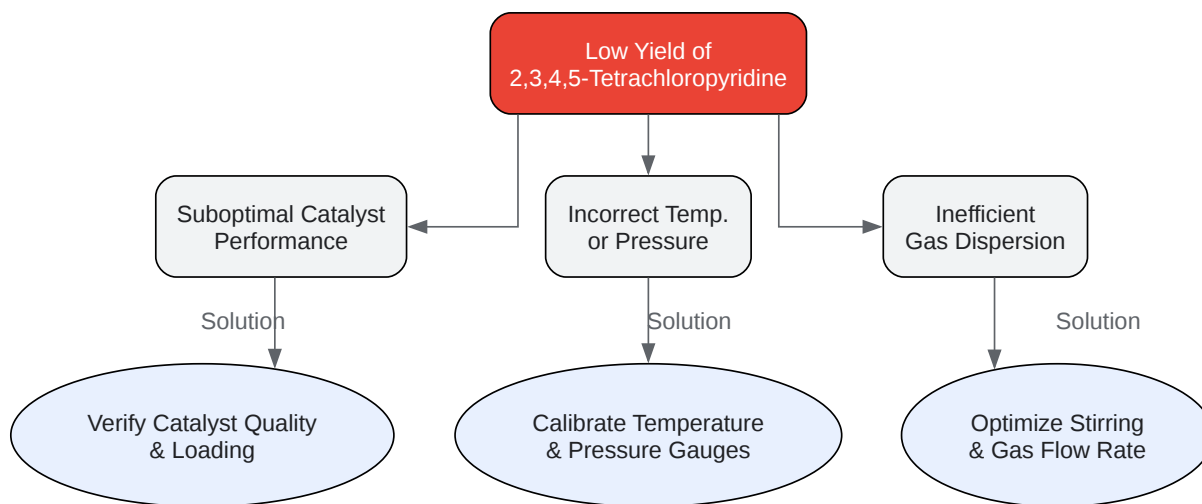 Low Yield of
2,3,4,5-Tetrachloropyridine
Suboptimal Catalyst
Performance
Incorrect Temp.
or Pressure
Inefficient
Gas Dispersion
Solution
Solution
Solution
Verify Catalyst Quality
& Loading
Calibrate Temperature
& Pressure Gauges
Optimize Stirring
& Gas Flow Rate